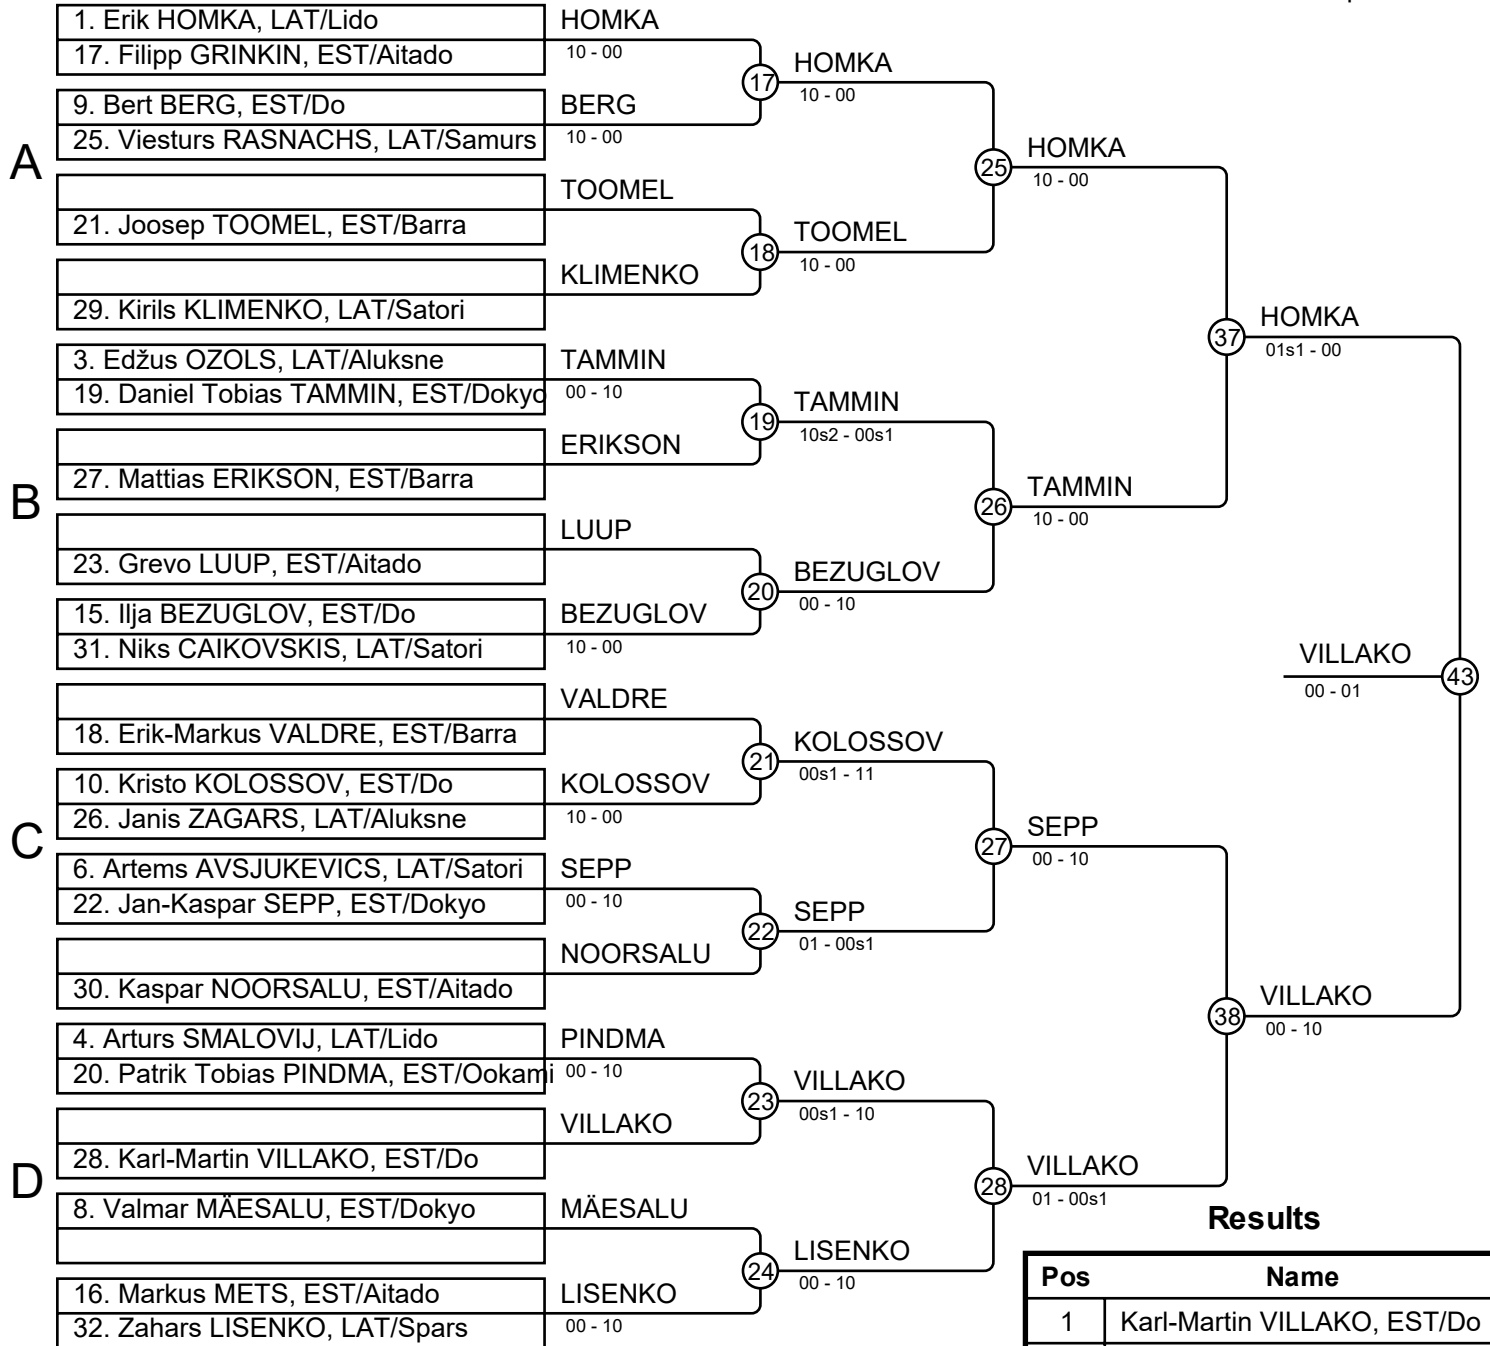 1. Erik HOMKA, LAT/Lido
17. Filipp GRINKIN, EST/Aitado
9. Bert BERG, EST/Do
25. Viesturs RASNACHS, LAT/Samurs
21. Joosep TOOMEL, EST/Barra
29. Kirils KLIMENKO, LAT/Satori
A
3. Edžus OZOLS, LAT/Aluksne
19. Daniel Tobias TAMMIN, EST/Dokyo
27. Mattias ERIKSON, EST/Barra
23. Grevo LUUP, EST/Aitado
15. Ilja BEZUGLOV, EST/Do
31. Niks CAIKOVSKIS, LAT/Satori
B
18. Erik-Markus VALDRE, EST/Barra
10. Kristo KOLOSSOV, EST/Do
26. Janis ZAGARS, LAT/Aluksne
6. Artems AVSJUKEVICS, LAT/Satori
22. Jan-Kaspar SEPP, EST/Dokyo
30. Kaspar NOORSALU, EST/Aitado
C
4. Arturs SMALOVIJ, LAT/Lido
20. Patrik Tobias PINDMA, EST/Ookami
28. Karl-Martin VILLAKO, EST/Do
8. Valmar MÄESALU, EST/Dokyo
16. Markus METS, EST/Aitado
32. Zahars LISENKO, LAT/Spars
D
HOMKA
10 - 00
BERG
10 - 00
TOOMEL
KLIMENKO
TAMMIN
00 - 10
ERIKSON
LUUP
BEZUGLOV
10 - 00
VALDRE
KOLOSSOV
10 - 00
SEPP
00 - 10
NOORSALU
PINDMA
00 - 10
VILLAKO
MÄESALU
LISENKO
00 - 10
17
HOMKA
10 - 00
18
TOOMEL
10 - 00
19
TAMMIN
10s2 - 00s1
20
BEZUGLOV
00 - 10
21
KOLOSSOV
00s1 - 11
22
SEPP
01 - 00s1
23
VILLAKO
00s1 - 10
24
LISENKO
00 - 10
25
HOMKA
10 - 00
26
TAMMIN
10 - 00
27
SEPP
00 - 10
28
VILLAKO
01 - 00s1
37
HOMKA
01s1 - 00
38
VILLAKO
00 - 10
VILLAKO
43
00 - 01
Results
Pos Name
1 Karl-Martin VILLAKO, EST/Do